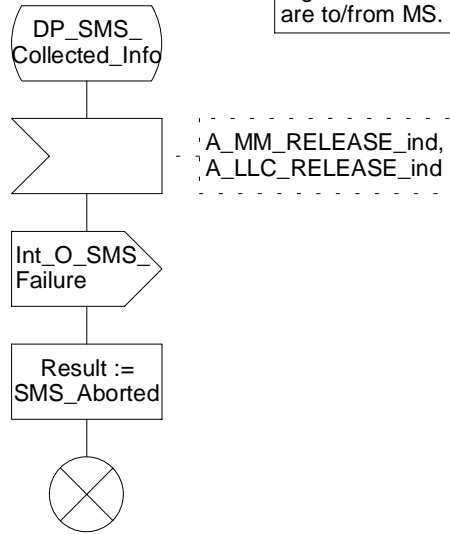 are to/from MS.
DP_SMS_
Collected_Info
A_MM_RELEASE_ind,
A_LLC_RELEASE_ind
Int_O_SMS_
Failure
Result :=
SMS_Aborted